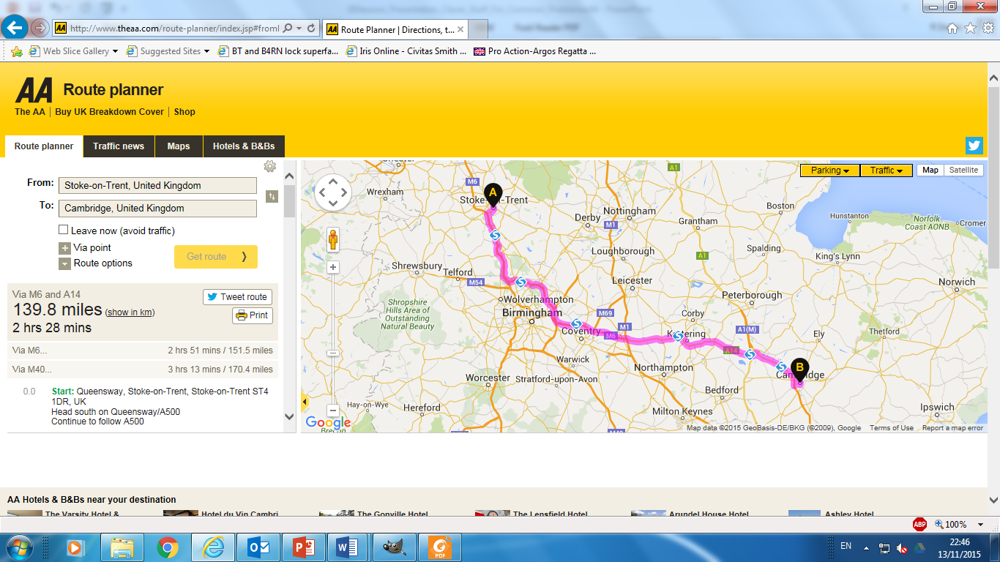 http://www.theaa.com/route-planner/index.jsp#froml
AA Route Planner | Directions, t...
Web Slice Gallery
Suggested Sites
BT and B4RN lock superfa...
Iris Online - Civitas Smith ...
Pro Action-Argos Regatta ...
AA Route planner
The AA | Buy UK Breakdown Cover | Shop
Route planner
Traffic news
Maps
Hotels & B&Bs
From: Stoke-on-Trent, United Kingdom
To: Cambridge, United Kingdom
Leave now (avoid traffic)
Via point
Route options
Get route
Via M6 and A14
139.8 miles (show in km)
2 hrs 28 mins
Tweet route
Print
Via M6... 2 hrs 51 mins / 151.5 miles
Via M40... 3 hrs 13 mins / 170.4 miles
0.0 Start: Queensway, Stoke-on-Trent, Stoke-on-Trent ST4
1DR, UK
Head south on Queensway/A500
Continue to follow A500
Parking
Traffic
Map
Satellite
A1
M6
A
Stoke-on-Trent
Wrexham
Derby
Nottingham
M1
Grantham
Boston
Hunstanton
Norfolk
Coast AONB
Cromer
Shrewsbury
Telford
M54
Loughborough
A1
Spalding
King's Lynn
Leicester
Norwich
Shropshire
Hills Area of
Outstanding
Natural Beauty
Wolverhampton
Birmingham
Peterborough
M69
M1
Corby
Coventry
M6
Kettering
A1(M)
Ely
Thetford
A14
B
Cambridge
Warwick
Northampton
Worcester
Stratford-upon-Avon
Bedford
Hay-on-Wye
Hereford
Milton Keynes
Ipswich
Google
Map data ©2015 GeoBasis-DE/BKG (©2009), Google
Terms of Use
Report a map error
AA Hotels & B&Bs near your destination
The Varsity Hotel &
Hotel du Vin Cambri
The Gonville Hotel
The Lensfield Hotel
Arundel House Hotel
Ashley Hotel
ABP
100%
PDF
EN
22:46
13/11/2015